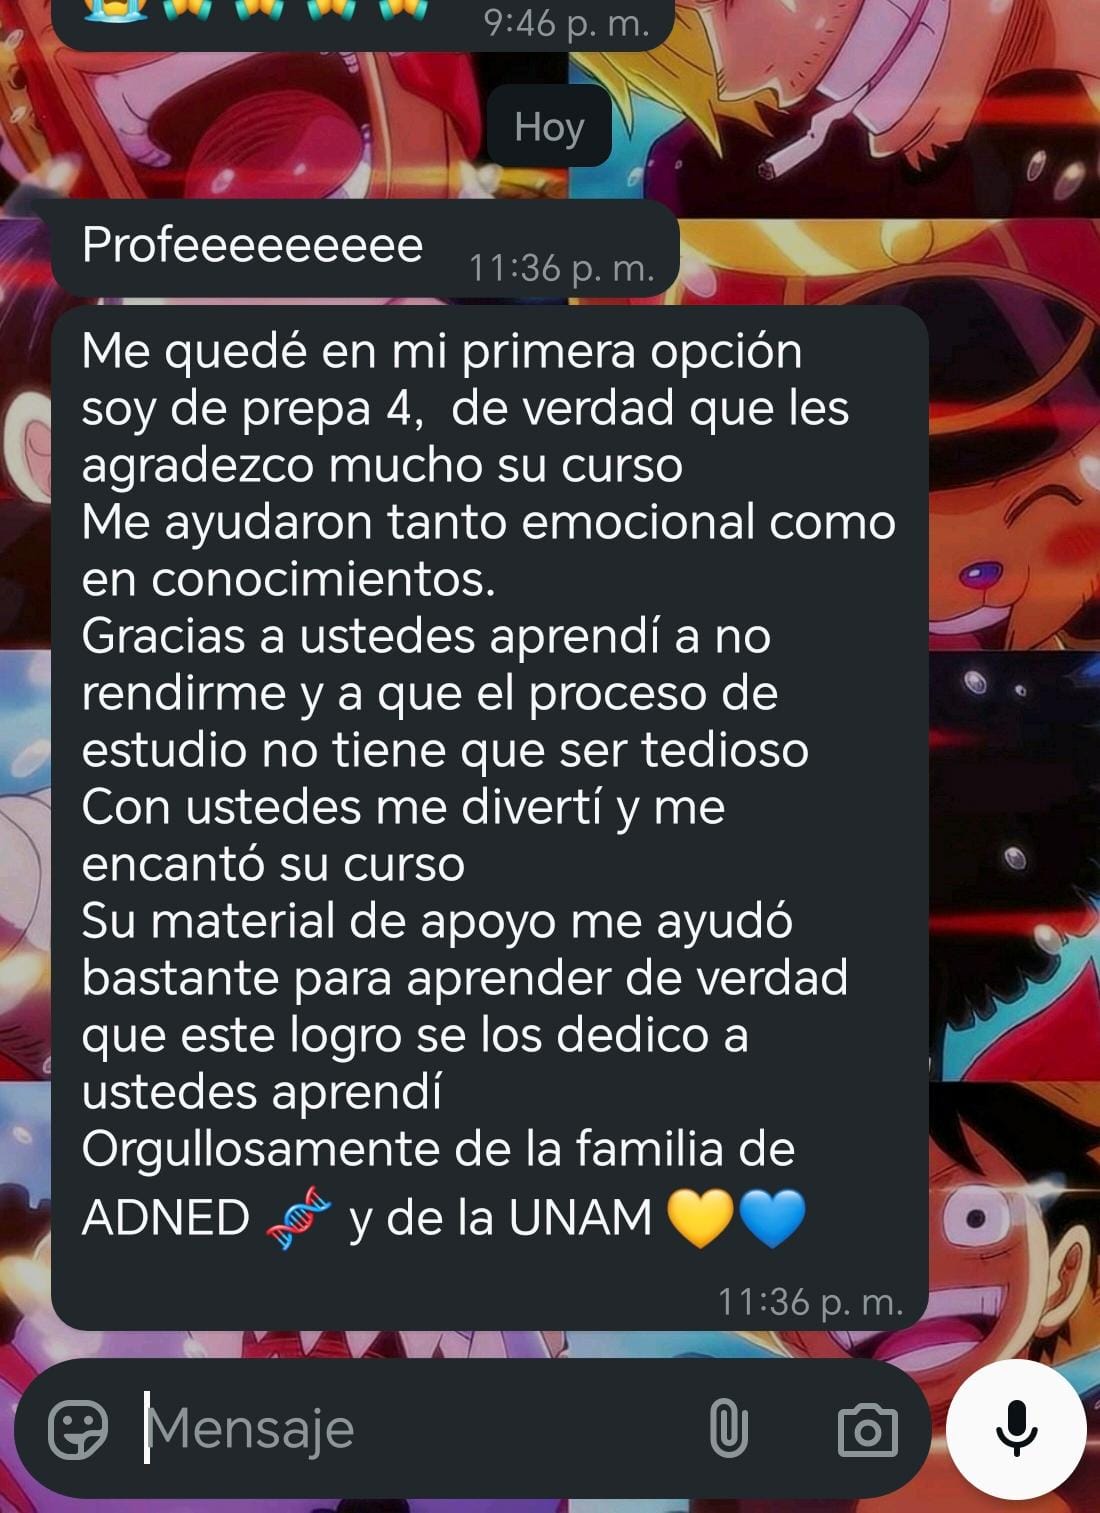 😭🙏🙏🙏🙏 9:46 p. m.
Hoy
Profeeeeeeeeee 11:36 p. m.
Me quedé en mi primera opción
soy de prepa 4,  de verdad que les
agradezco mucho su curso
Me ayudaron tanto emocional como
en conocimientos.
Gracias a ustedes aprendí a no
rendirme y a que el proceso de
estudio no tiene que ser tedioso
Con ustedes me divertí y me
encantó su curso
Su material de apoyo me ayudó
bastante para aprender de verdad
que este logro se los dedico a
ustedes aprendí
Orgullosamente de la familia de
ADNED 🧬 y de la UNAM 💛💙
11:36 p. m.
Mensaje